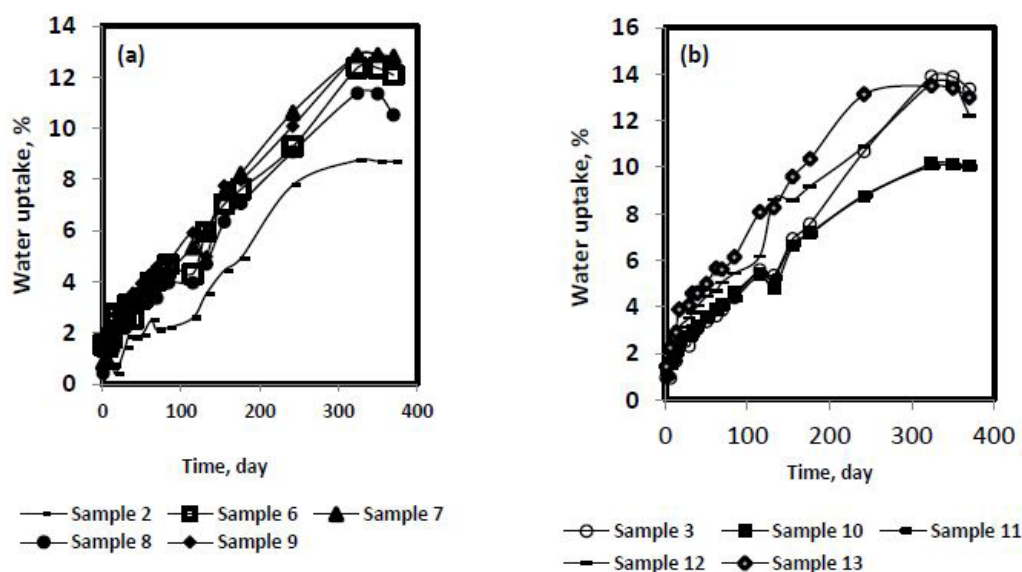 (a)
Water uptake, %
14
12
10
8
6
4
2
0
0 100 200 300 400
Time, day
Sample 2 Sample 6 Sample 7
Sample 8 Sample 9
(b)
Water uptake, %
16
14
12
10
8
6
4
2
0
0 100 200 300 400
Time, day
Sample 3 Sample 10 Sample 11
Sample 12 Sample 13